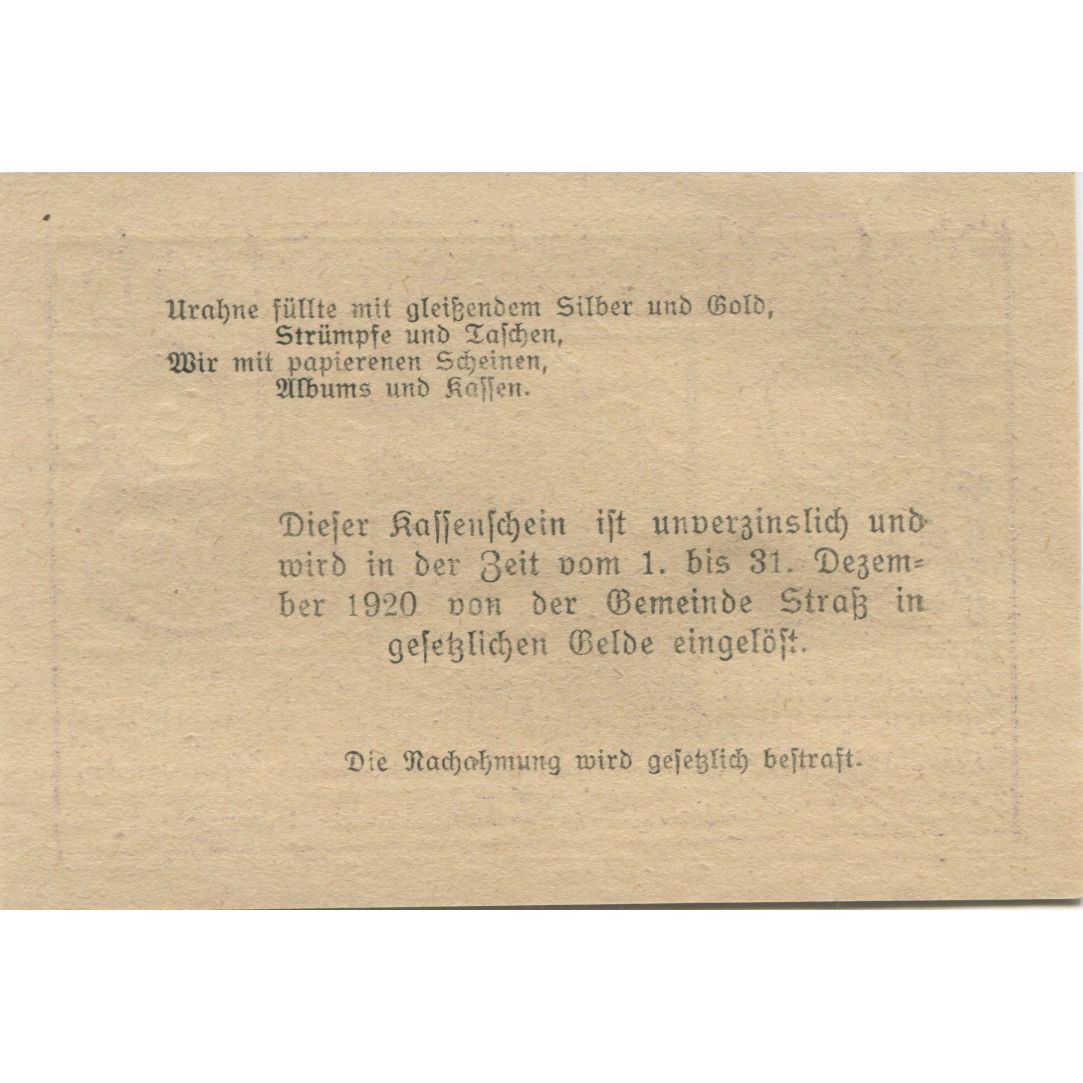 Urahne füllte mit gleißendem Silber und Gold,
Strümpfe und Taschen,
Wir mit papierenen Scheinen,
Albums und Kassen.
Dieser Kassenschein ist unverzinslich und
wird in der Zeit vom 1. bis 31. Dezem-
ber 1920 von der Gemeinde Straß in
gesetzlichen Gelde eingelöst.
Die Nachahmung wird gesetzlich bestraft.